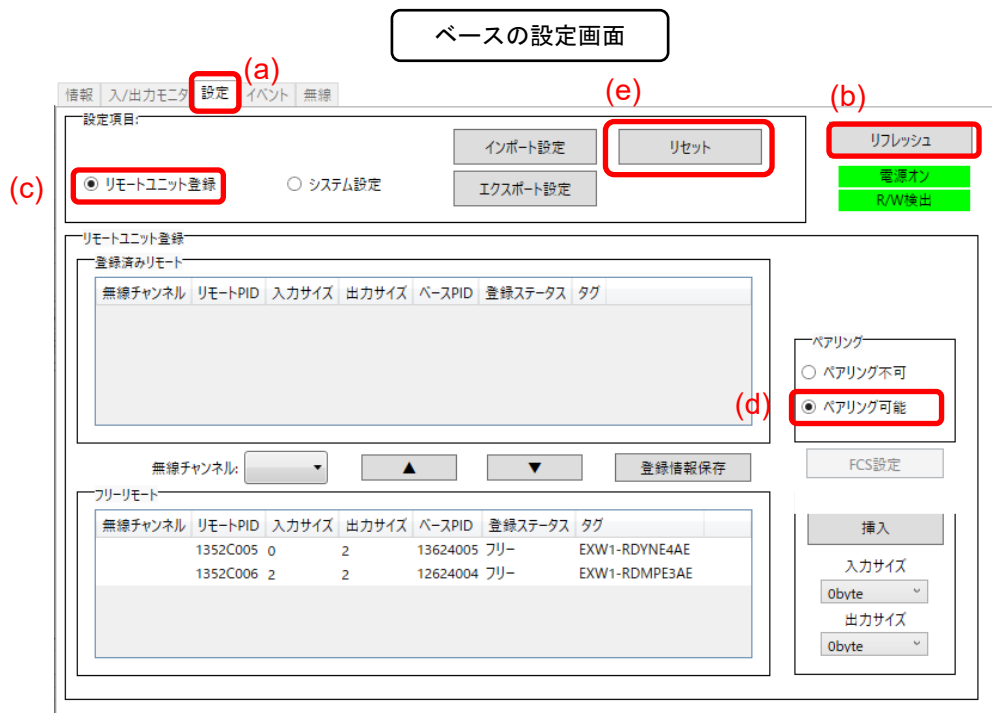 ベースの設定画面
(a)
情報 入/出力モニタ 設定 イベント 無線
(e)
(b)
設定項目:
インポート設定 リセット リフレッシュ
(c) リモートユニット登録 システム設定 エクスポート設定
電源オン
R/W検出
リモートユニット登録
登録済みリモート
無線チャンネル リモートPID 入力サイズ 出力サイズ ベースPID 登録ステータス タグ
ペアリング
ペアリング不可
(d) ペアリング可能
無線チャンネル: ▲ ▼ 登録情報保存 FCS設定
フリーリモート
無線チャンネル リモートPID 入力サイズ 出力サイズ ベースPID 登録ステータス タグ
1352C005 0 2 13624005 フリー EXW1-RDYNE4AE
1352C006 2 2 12624004 フリー EXW1-RDMPE3AE
挿入
入力サイズ
0byte
出力サイズ
0byte